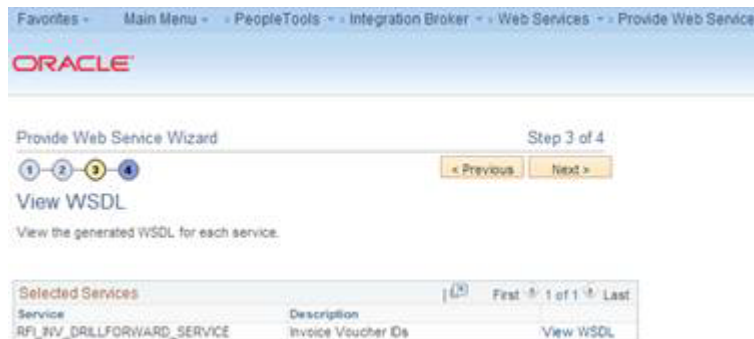 Favorites Main Menu PeopleTools Integration Broker Web Services Provide Web Service
ORACLE
Provide Web Service Wizard Step 3 of 4
1 2 3 4 < Previous Next >
View WSDL
View the generated WSDL for each service.
Selected Services First 1 of 1 Last
Service Description
RFI_INV_DRILLFORWARD_SERVICE Invoice Voucher IDs View WSDL